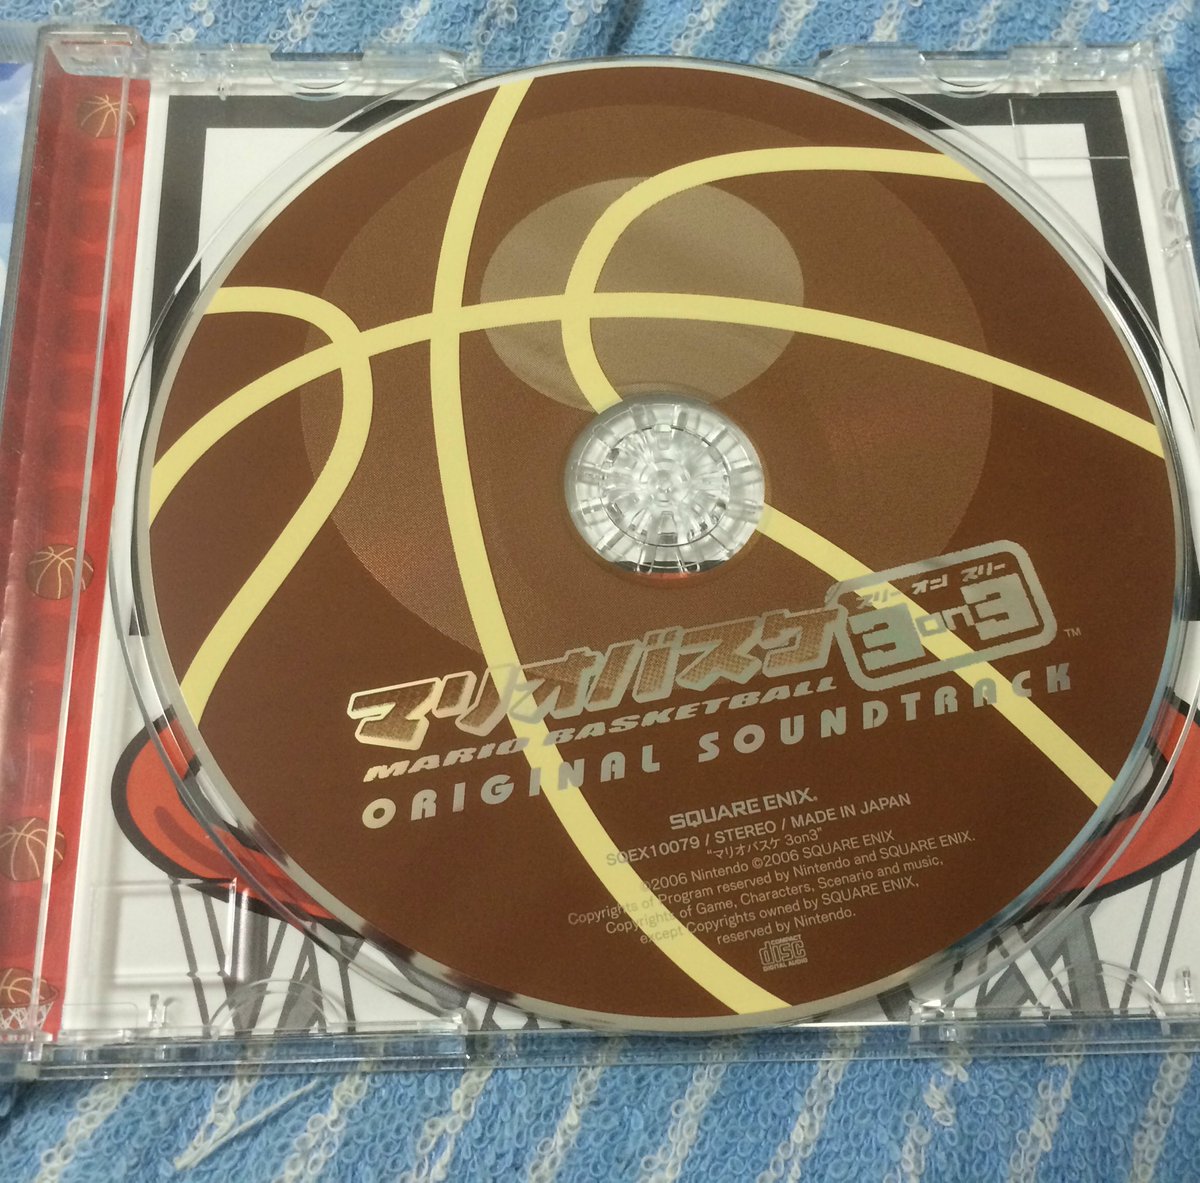 スリー オン スリー
マリオバスケ 3on3 ™
MARIO BASKETBALL
ORIGINAL SOUNDTRACK
SQUARE ENIX®
SQEX10079 / STEREO / MADE IN JAPAN
"マリオバスケ 3on3"
©2006 Nintendo ©2006 SQUARE ENIX
Copyrights of Program reserved by Nintendo and SQUARE ENIX.
Copyrights of Game, Characters, Scenario and music,
except Copyrights owned by SQUARE ENIX,
reserved by Nintendo.
COMPACT
disc
DIGITAL AUDIO